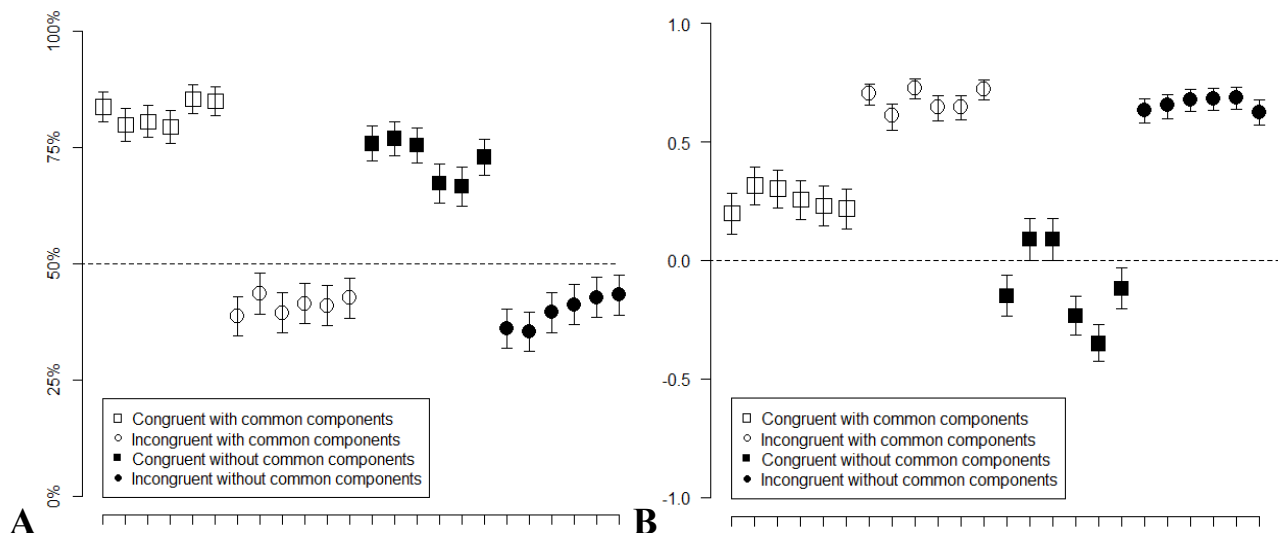 100%
75%
50%
25%
0%
Congruent with common components
Incongruent with common components
Congruent without common components
Incongruent without common components
A
1.0
0.5
0.0
-0.5
-1.0
Congruent with common components
Incongruent with common components
Congruent without common components
Incongruent without common components
B